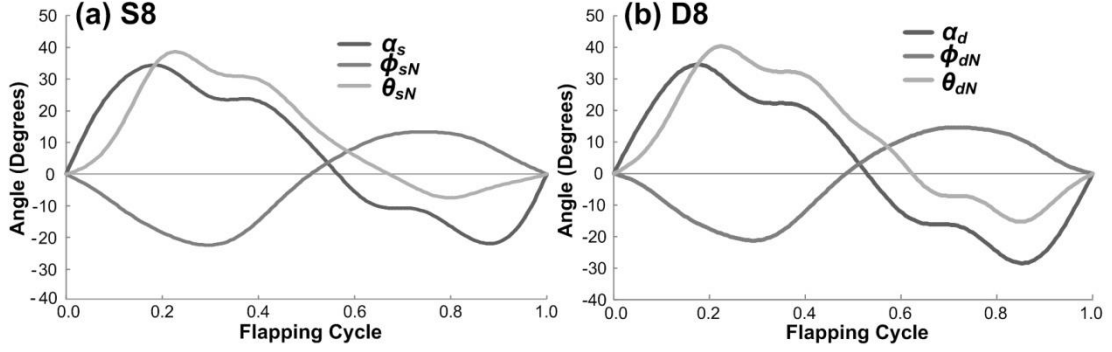 (a) S8
α_s
ϕ_sN
θ_sN
Angle (Degrees)
50
40
30
20
10
0
-10
-20
-30
-40
0.0 0.2 0.4 0.6 0.8 1.0
Flapping Cycle
(b) D8
α_d
ϕ_dN
θ_dN
Angle (Degrees)
50
40
30
20
10
0
-10
-20
-30
-40
0.0 0.2 0.4 0.6 0.8 1.0
Flapping Cycle